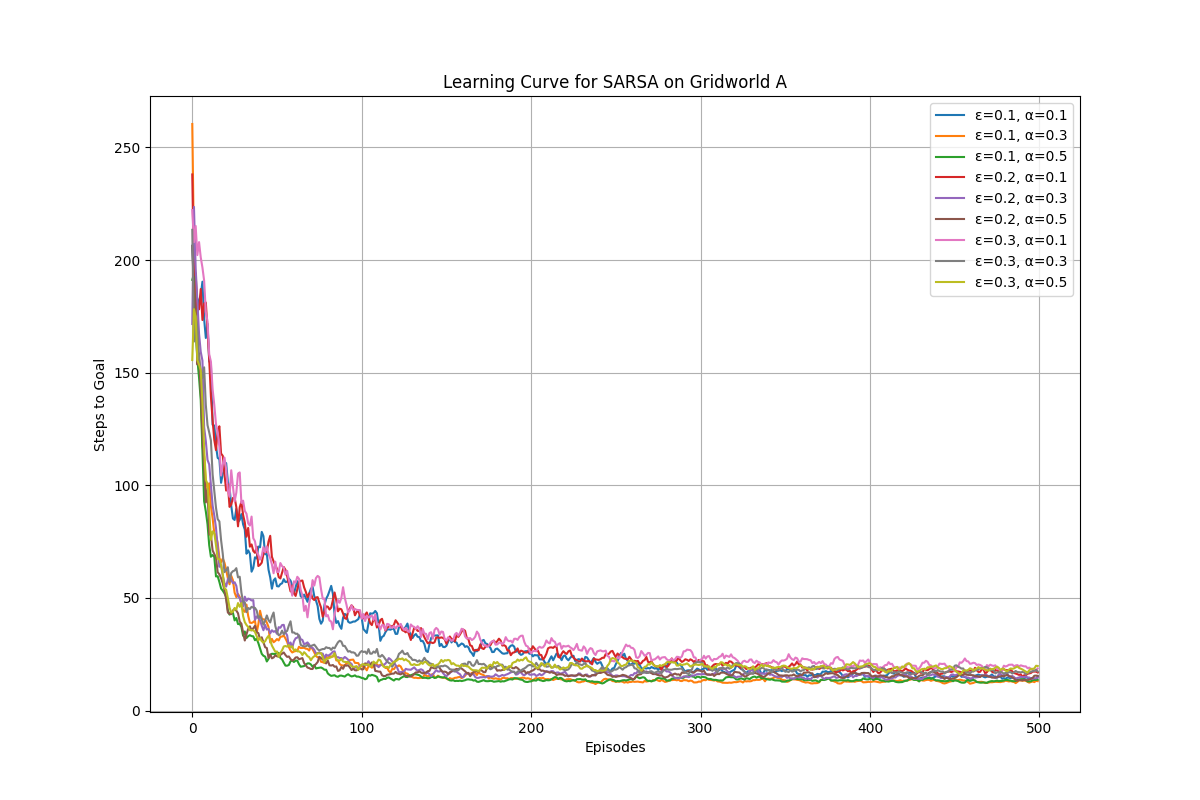 Learning Curve for SARSA on Gridworld A
ε=0.1, α=0.1
ε=0.1, α=0.3
ε=0.1, α=0.5
ε=0.2, α=0.1
ε=0.2, α=0.3
ε=0.2, α=0.5
ε=0.3, α=0.1
ε=0.3, α=0.3
ε=0.3, α=0.5
Steps to Goal
250
200
150
100
50
0
0 100 200 300 400 500
Episodes